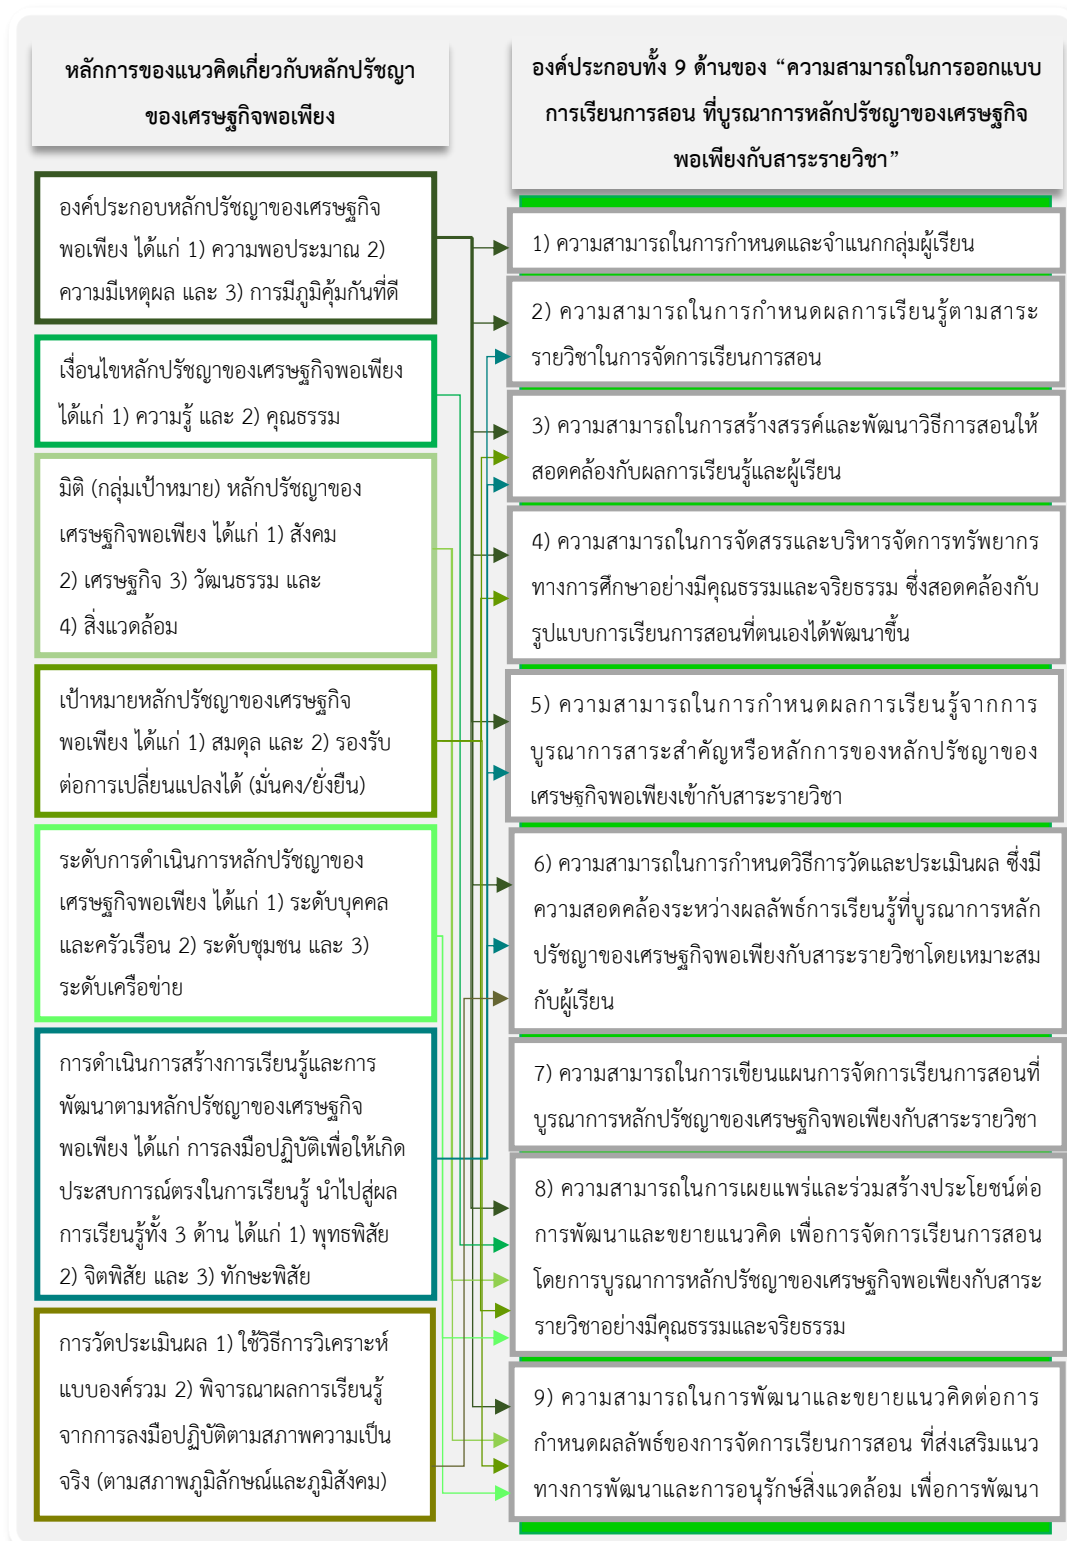 หลักการของแนวคิดเกี่ยวกับหลักปรัชญา
ของเศรษฐกิจพอเพียง
องค์ประกอบหลักปรัชญาของเศรษฐกิจ
พอเพียง ได้แก่ 1) ความพอประมาณ 2)
ความมีเหตุผล และ 3) การมีภูมิคุ้มกันที่ดี
เงื่อนไขหลักปรัชญาของเศรษฐกิจพอเพียง
ได้แก่ 1) ความรู้ และ 2) คุณธรรม
มิติ (กลุ่มเป้าหมาย) หลักปรัชญาของ
เศรษฐกิจพอเพียง ได้แก่ 1) สังคม
2) เศรษฐกิจ 3) วัฒนธรรม และ
4) สิ่งแวดล้อม
เป้าหมายหลักปรัชญาของเศรษฐกิจ
พอเพียง ได้แก่ 1) สมดุล และ 2) รองรับ
ต่อการเปลี่ยนแปลงได้ (มั่นคง/ยั่งยืน)
ระดับการดำเนินการหลักปรัชญาของ
เศรษฐกิจพอเพียง ได้แก่ 1) ระดับบุคคล
และครัวเรือน 2) ระดับชุมชน และ 3)
ระดับเครือข่าย
การดำเนินการสร้างการเรียนรู้และการ
พัฒนาตามหลักปรัชญาของเศรษฐกิจ
พอเพียง ได้แก่ การลงมือปฏิบัติเพื่อให้เกิด
ประสบการณ์ตรงในการเรียนรู้ นำไปสู่ผล
การเรียนรู้ทั้ง 3 ด้าน ได้แก่ 1) พุทธพิสัย
2) จิตพิสัย และ 3) ทักษะพิสัย
การวัดประเมินผล 1) ใช้วิธีการวิเคราะห์
แบบองค์รวม 2) พิจารณาผลการเรียนรู้
จากการลงมือปฏิบัติตามสภาพความเป็น
จริง (ตามสภาพภูมิลักษณ์และภูมิสังคม)
องค์ประกอบทั้ง 9 ด้านของ “ความสามารถในการออกแบบ
การเรียนการสอน ที่บูรณาการหลักปรัชญาของเศรษฐกิจ
พอเพียงกับสาระรายวิชา”
1) ความสามารถในการกำหนดและจำแนกกลุ่มผู้เรียน
2) ความสามารถในการกำหนดผลการเรียนรู้ตามสาระ
รายวิชาในการจัดการเรียนการสอน
3) ความสามารถในการสร้างสรรค์และพัฒนาวิธีการสอนให้
สอดคล้องกับผลการเรียนรู้และผู้เรียน
4) ความสามารถในการจัดสรรและบริหารจัดการทรัพยากร
ทางการศึกษาอย่างมีคุณธรรมและจริยธรรม ซึ่งสอดคล้องกับ
รูปแบบการเรียนการสอนที่ตนเองได้พัฒนาขึ้น
5) ความสามารถในการกำหนดผลการเรียนรู้จากการ
บูรณาการสาระสำคัญหรือหลักการของหลักปรัชญาของ
เศรษฐกิจพอเพียงเข้ากับสาระรายวิชา
6) ความสามารถในการกำหนดวิธีการวัดและประเมินผล ซึ่งมี
ความสอดคล้องระหว่างผลลัพธ์การเรียนรู้ที่บูรณาการหลัก
ปรัชญาของเศรษฐกิจพอเพียงกับสาระรายวิชาโดยเหมาะสม
กับผู้เรียน
7) ความสามารถในการเขียนแผนการจัดการเรียนการสอนที่
บูรณาการหลักปรัชญาของเศรษฐกิจพอเพียงกับสาระรายวิชา
8) ความสามารถในการเผยแพร่และร่วมสร้างประโยชน์ต่อ
การพัฒนาและขยายแนวคิด เพื่อการจัดการเรียนการสอน
โดยการบูรณาการหลักปรัชญาของเศรษฐกิจพอเพียงกับสาระ
รายวิชาอย่างมีคุณธรรมและจริยธรรม
9) ความสามารถในการพัฒนาและขยายแนวคิดต่อการ
กำหนดผลลัพธ์ของการจัดการเรียนการสอน ที่ส่งเสริมแนว
ทางการพัฒนาและการอนุรักษ์สิ่งแวดล้อม เพื่อการพัฒนา